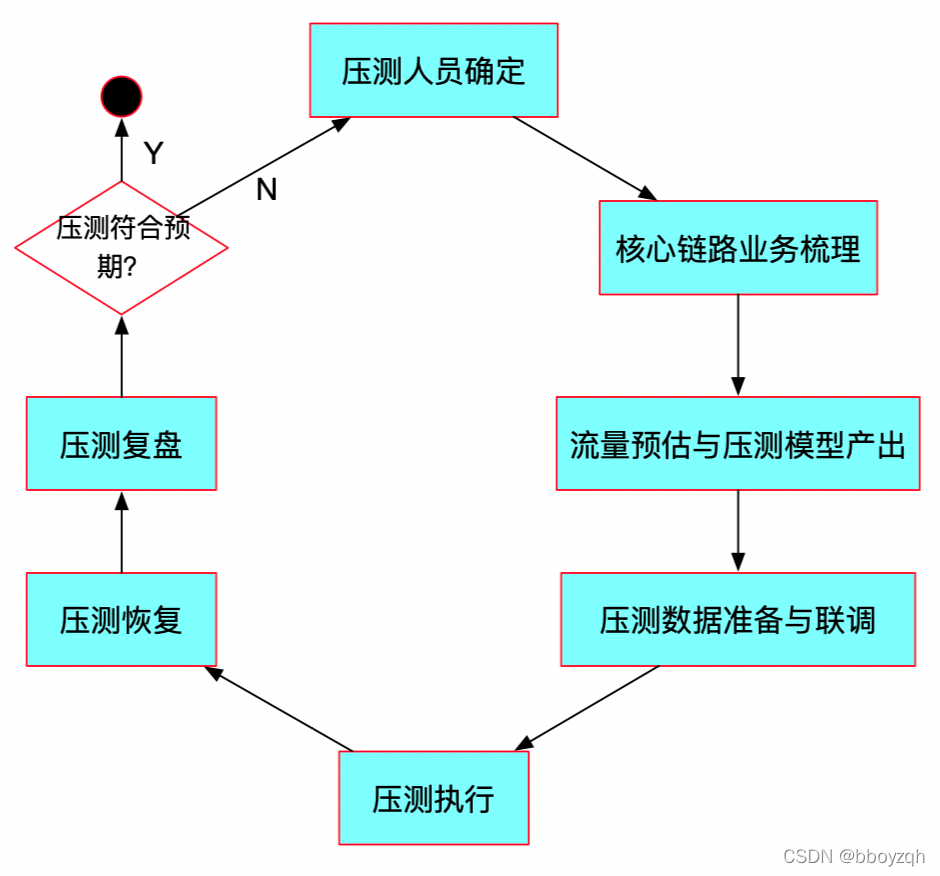 压测人员确定
Y
N
压测符合预
期?
核心链路业务梳理
流量预估与压测模型产出
压测复盘
压测数据准备与联调
压测恢复
压测执行
CSDN @bboyzqh